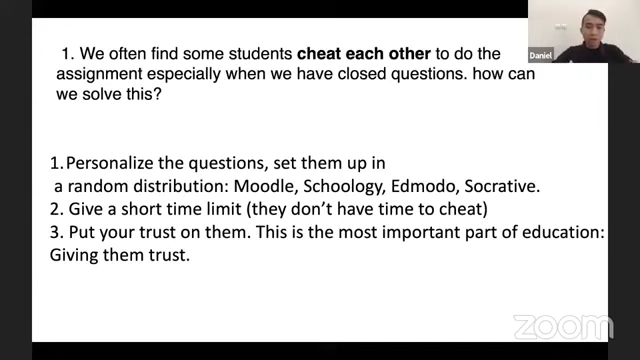 1. We often find some students cheat each other to do the
assignment especially when we have closed questions. how can
we solve this?
1.Personalize the questions, set them up in
a random distribution: Moodle, Schoology, Edmodo, Socrative.
2. Give a short time limit (they don't have time to cheat)
3. Put your trust on them. This is the most important part of education:
Giving them trust.
Daniel
zoom